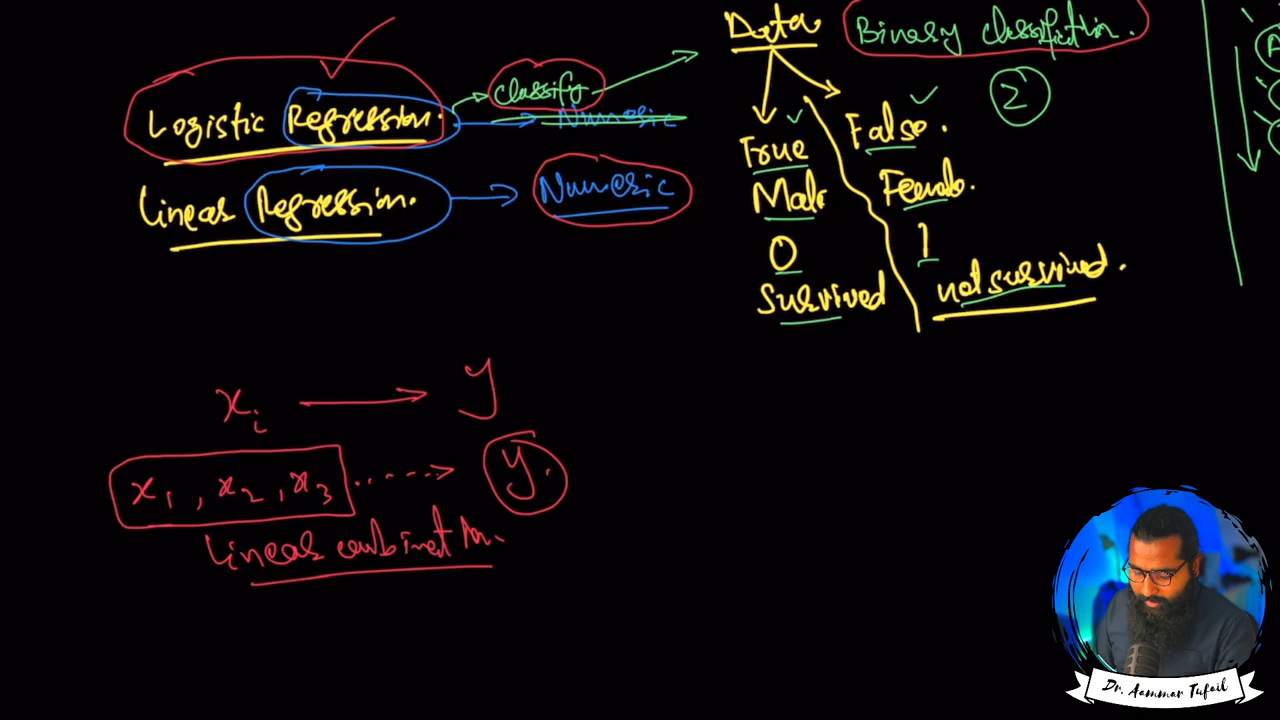 Data
Binary classification.
classify
2
Logistic Regression.
Numeric
False.
True
Linear Regression.
Numeric
Male
Female.
0
1
Survived
not survived.
xi → y
x1, x2, x3 ......→ y.
Linear combination.
Dr. Aammar Tufail